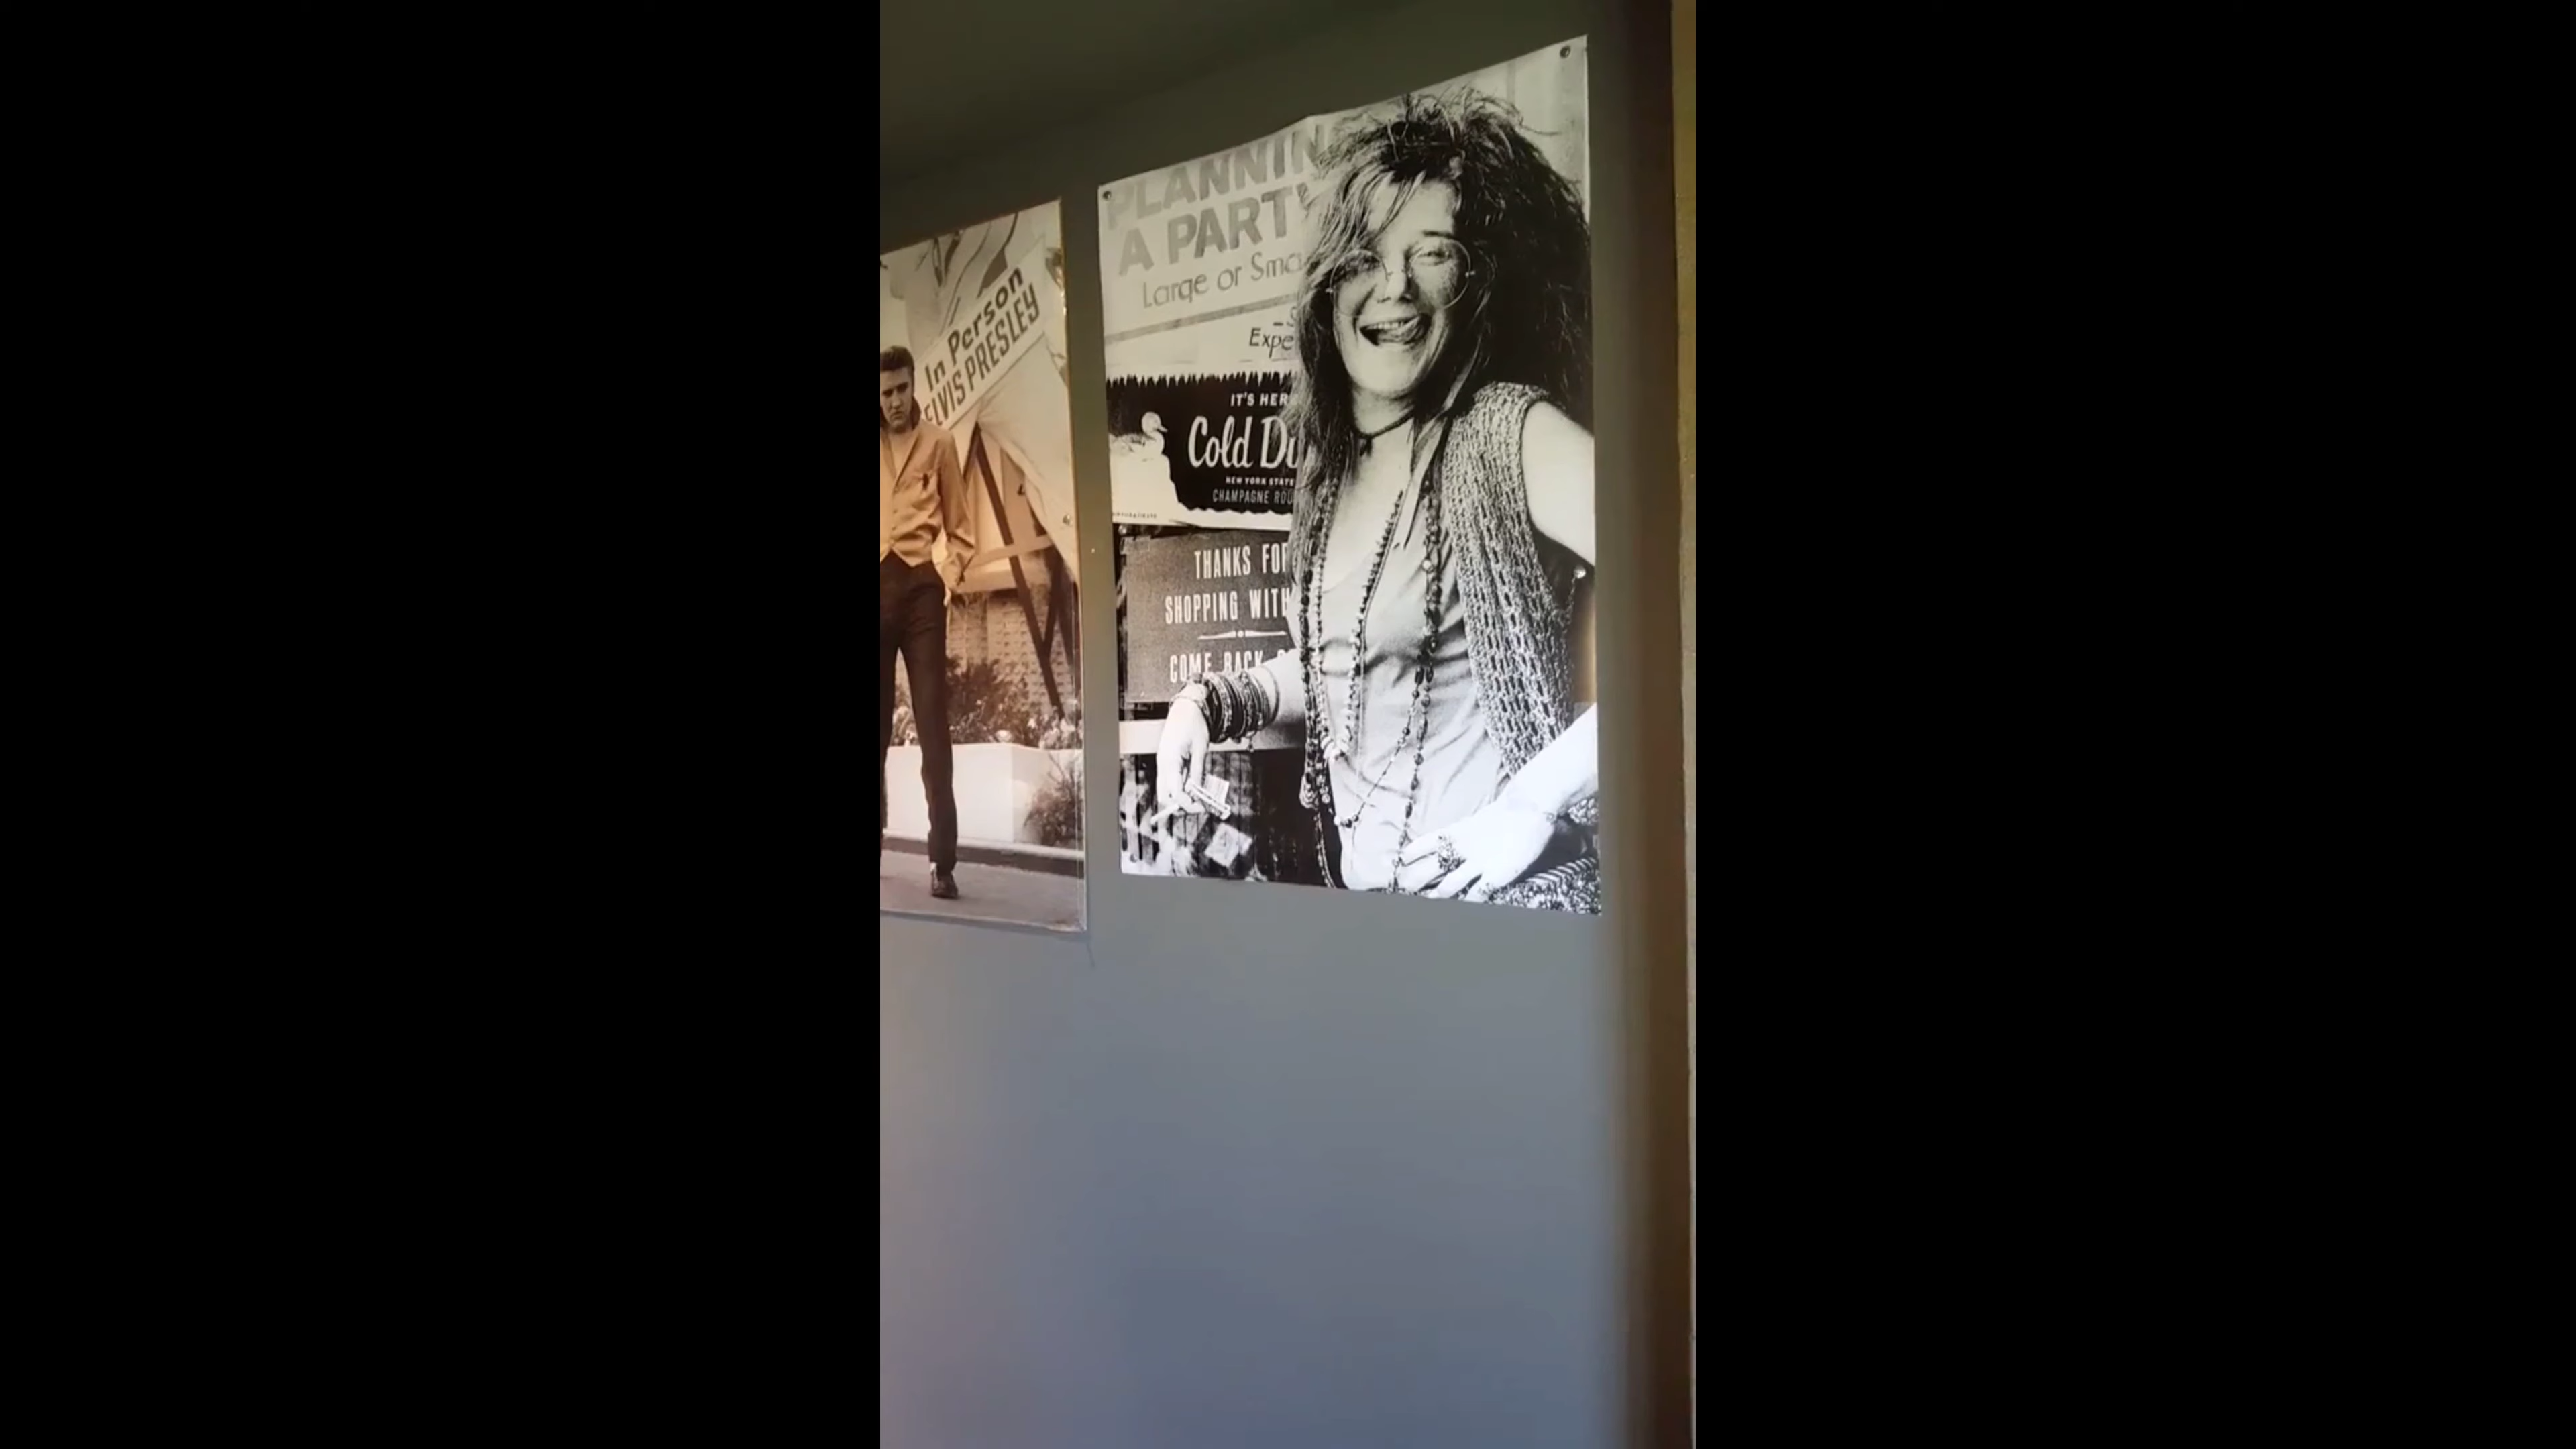 In Person
ELVIS PRESLEY
PLANNIN
A PARTY
Large or Sma
Expe
IT'S HER
Cold Du
NEW YORK STATE
CHAMPAGNE ROU
THANKS FOR
SHOPPING WITH
COME BACK